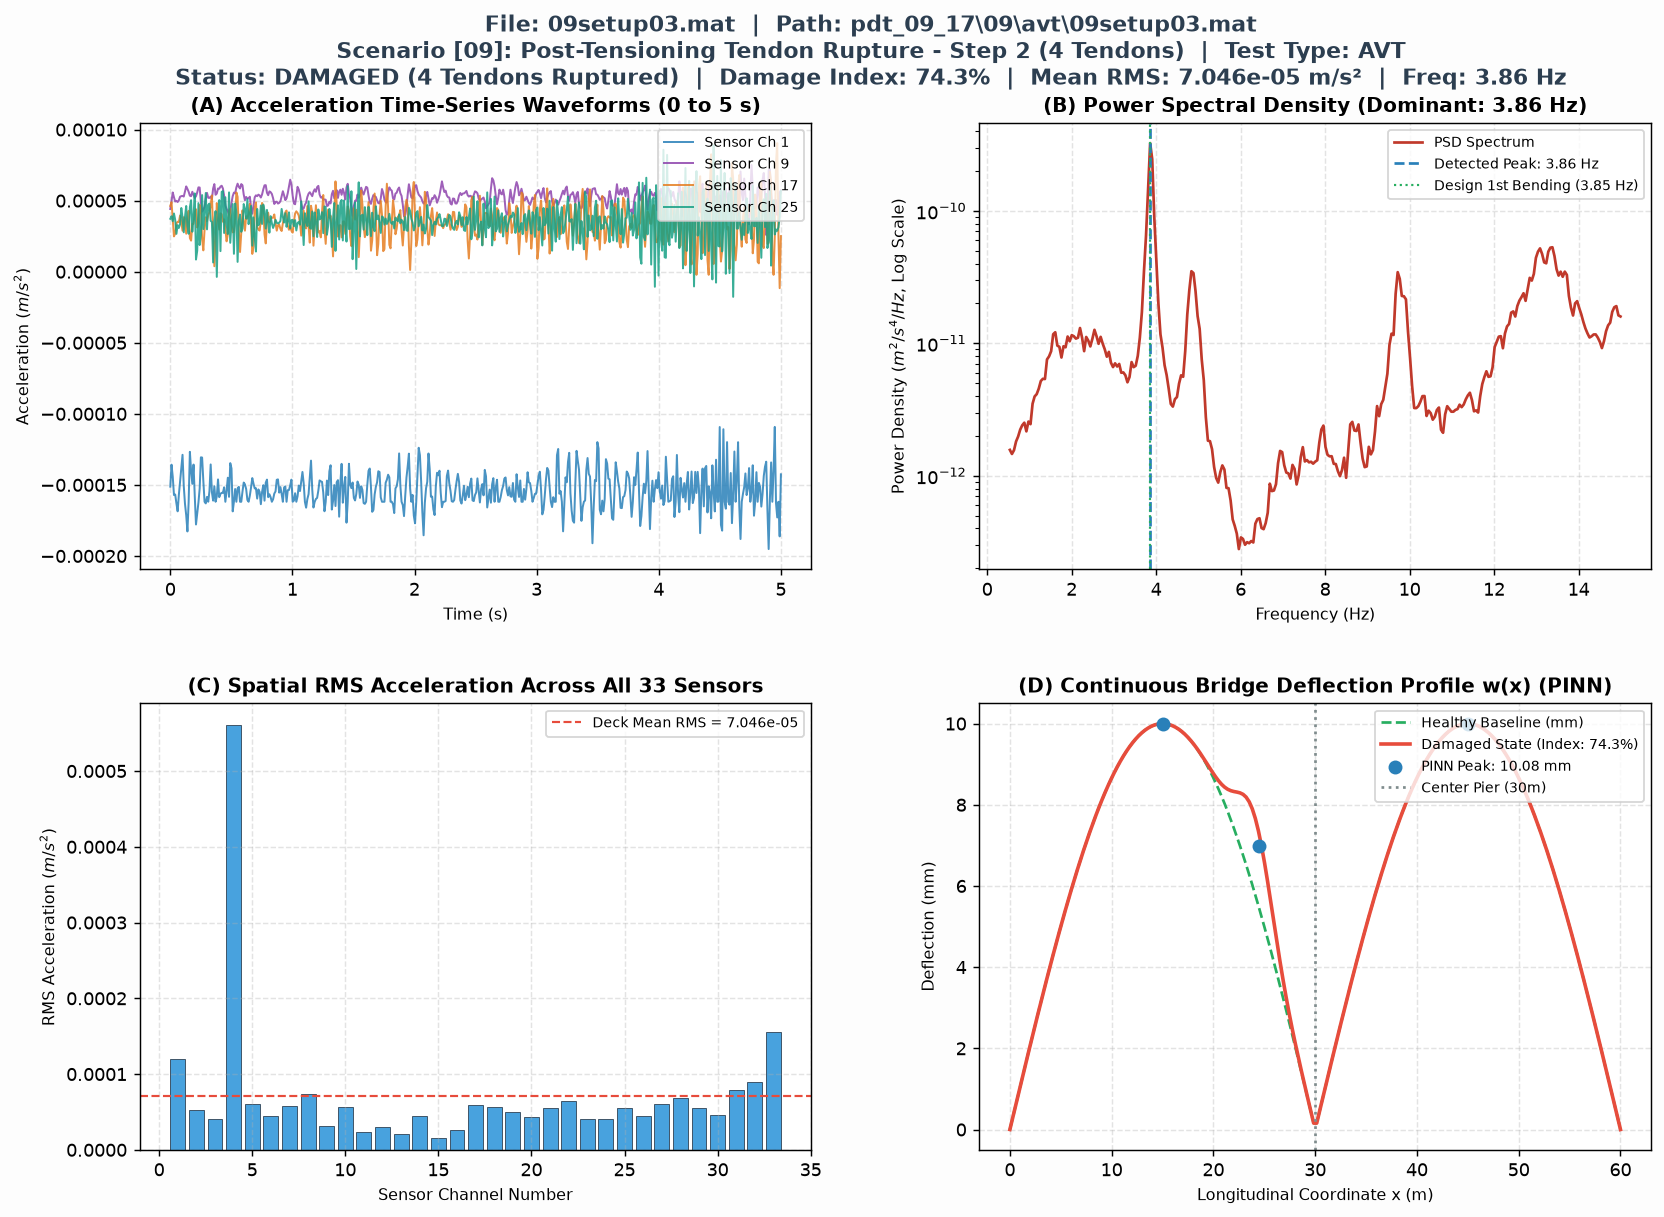 File: 09setup03.mat | Path: pdt_09_17\09\avt\09setup03.mat
Scenario [09]: Post-Tensioning Tendon Rupture - Step 2 (4 Tendons) | Test Type: AVT
Status: DAMAGED (4 Tendons Ruptured) | Damage Index: 74.3% | Mean RMS: 7.046e-05 m/s² | Freq: 3.86 Hz
(A) Acceleration Time-Series Waveforms (0 to 5 s)
Acceleration (m/s²)
0.00010
0.00005
0.00000
−0.00005
−0.00010
−0.00015
−0.00020
Sensor Ch 1
Sensor Ch 9
Sensor Ch 17
Sensor Ch 25
0 1 2 3 4 5
Time (s)
(B) Power Spectral Density (Dominant: 3.86 Hz)
Power Density (m²/s⁴/Hz, Log Scale)
10⁻¹⁰
10⁻¹¹
10⁻¹²
PSD Spectrum
Detected Peak: 3.86 Hz
Design 1st Bending (3.85 Hz)
0 2 4 6 8 10 12 14
Frequency (Hz)
(C) Spatial RMS Acceleration Across All 33 Sensors
RMS Acceleration (m/s²)
0.0005
0.0004
0.0003
0.0002
0.0001
0.0000
Deck Mean RMS = 7.046e-05
0 5 10 15 20 25 30 35
Sensor Channel Number
(D) Continuous Bridge Deflection Profile w(x) (PINN)
Deflection (mm)
10
8
6
4
2
0
Healthy Baseline (mm)
Damaged State (Index: 74.3%)
PINN Peak: 10.08 mm
Center Pier (30m)
0 10 20 30 40 50 60
Longitudinal Coordinate x (m)